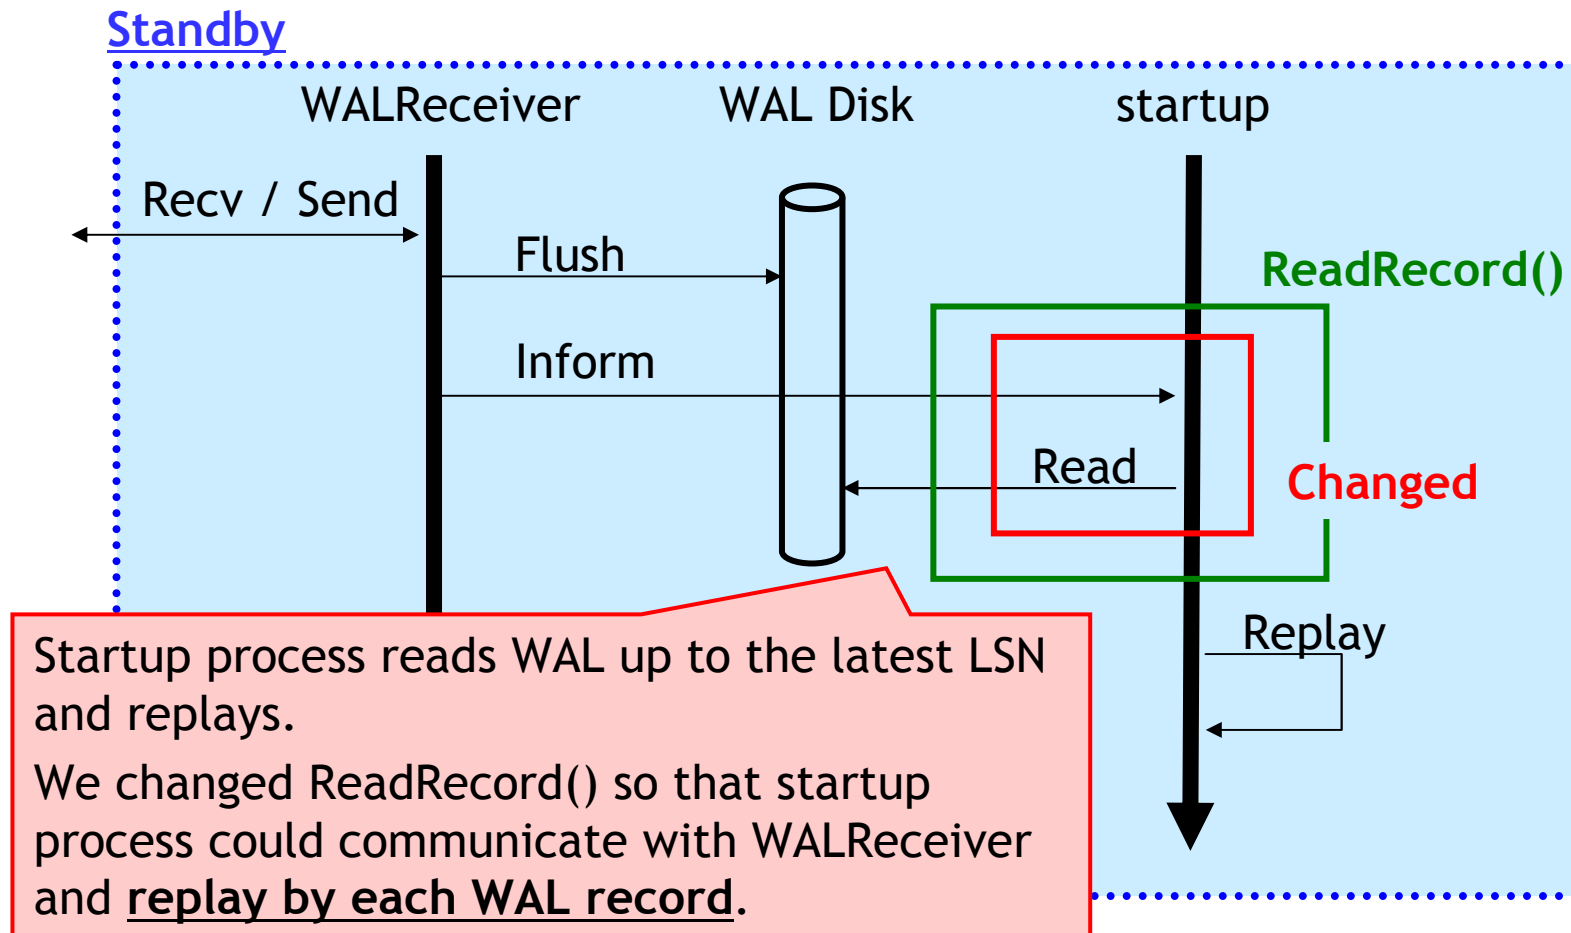 Standby
WALReceiver WAL Disk startup
Recv / Send
Flush
ReadRecord()
Inform
Read
Changed
Replay
Startup process reads WAL up to the latest LSN
and replays.
We changed ReadRecord() so that startup
process could communicate with WALReceiver
and replay by each WAL record.